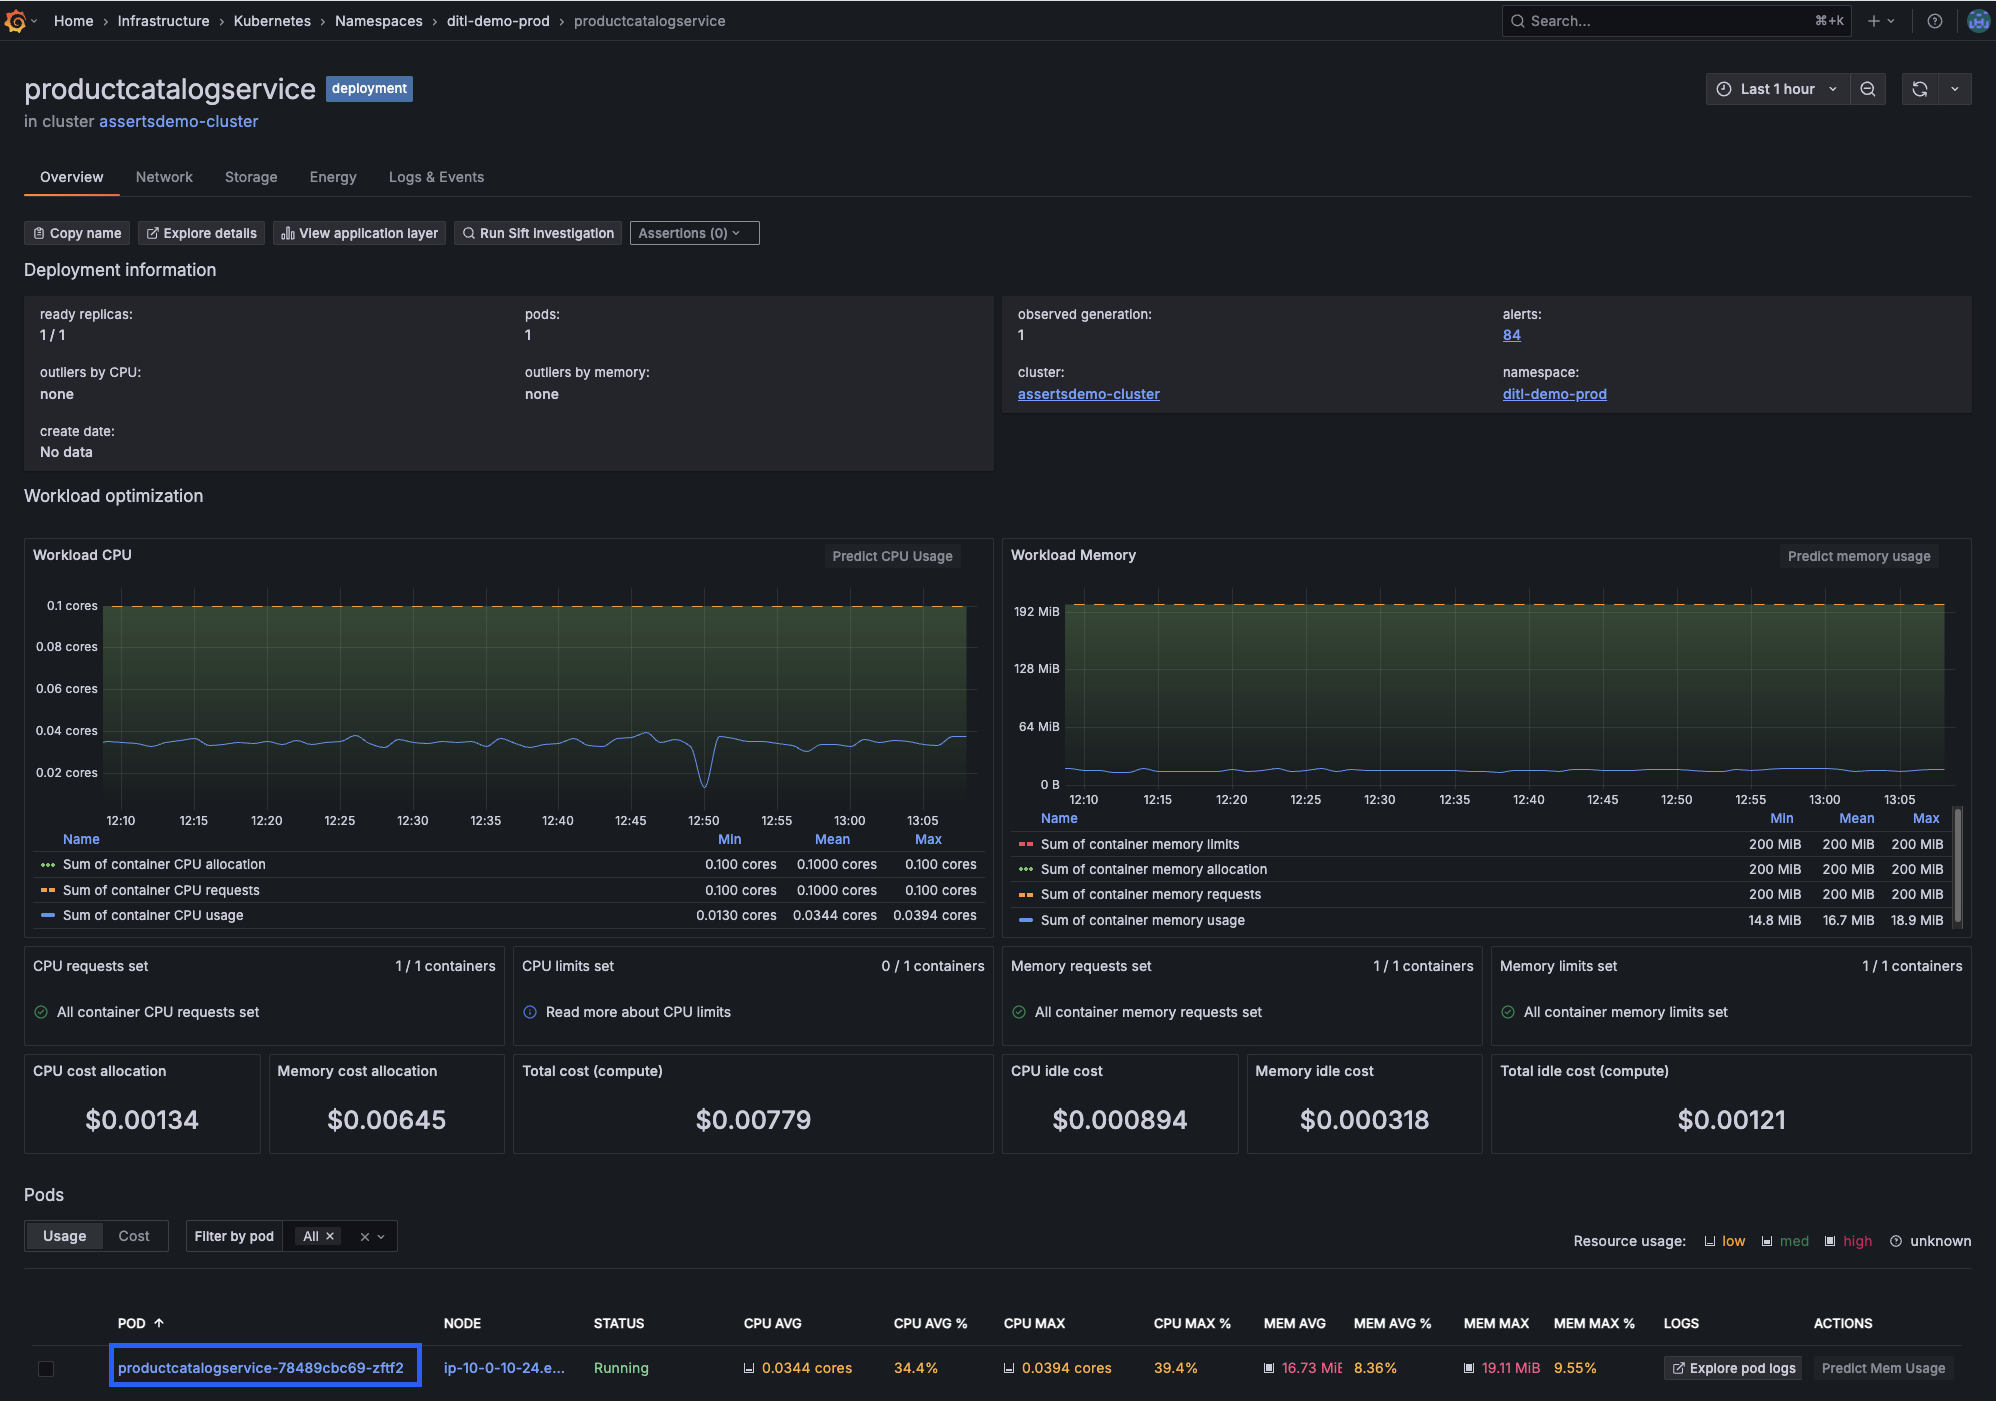 Home › Infrastructure › Kubernetes › Namespaces › ditl-demo-prod › productcatalogservice
Search... ⌘+k
productcatalogservice deployment
Last 1 hour
in cluster assertsdemo-cluster
Overview Network Storage Energy Logs & Events
Copy name Explore details View application layer Run Sift investigation Assertions (0)
Deployment information
ready replicas: pods: observed generation: alerts:
1 / 1 1 1 84
outliers by CPU: outliers by memory: cluster: namespace:
none none assertsdemo-cluster ditl-demo-prod
create date:
No data
Workload optimization
Workload CPU
Predict CPU Usage
0.1 cores
0.08 cores
0.06 cores
0.04 cores
0.02 cores
12:10 12:15 12:20 12:25 12:30 12:35 12:40 12:45 12:50 12:55 13:00 13:05
Name Min Mean Max
Sum of container CPU allocation 0.100 cores 0.1000 cores 0.100 cores
Sum of container CPU requests 0.100 cores 0.1000 cores 0.100 cores
Sum of container CPU usage 0.0130 cores 0.0344 cores 0.0394 cores
Workload Memory
Predict memory usage
192 MiB
128 MiB
64 MiB
0 B
12:10 12:15 12:20 12:25 12:30 12:35 12:40 12:45 12:50 12:55 13:00 13:05
Name Min Mean Max
Sum of container memory limits 200 MiB 200 MiB 200 MiB
Sum of container memory allocation 200 MiB 200 MiB 200 MiB
Sum of container memory requests 200 MiB 200 MiB 200 MiB
Sum of container memory usage 14.8 MiB 16.7 MiB 18.9 MiB
CPU requests set 1 / 1 containers
All container CPU requests set
CPU limits set 0 / 1 containers
Read more about CPU limits
Memory requests set 1 / 1 containers
All container memory requests set
Memory limits set 1 / 1 containers
All container memory limits set
CPU cost allocation
$0.00134
Memory cost allocation
$0.00645
Total cost (compute)
$0.00779
CPU idle cost
$0.000894
Memory idle cost
$0.000318
Total idle cost (compute)
$0.00121
Pods
Usage Cost Filter by pod All
Resource usage: low med high unknown
POD NODE STATUS CPU AVG CPU AVG % CPU MAX CPU MAX % MEM AVG MEM AVG % MEM MAX MEM MAX % LOGS ACTIONS
productcatalogservice-78489cbc69-zftf2 ip-10-0-10-24.e... Running 0.0344 cores 34.4% 0.0394 cores 39.4% 16.73 MiB 8.36% 19.11 MiB 9.55% Explore pod logs Predict Mem Usage